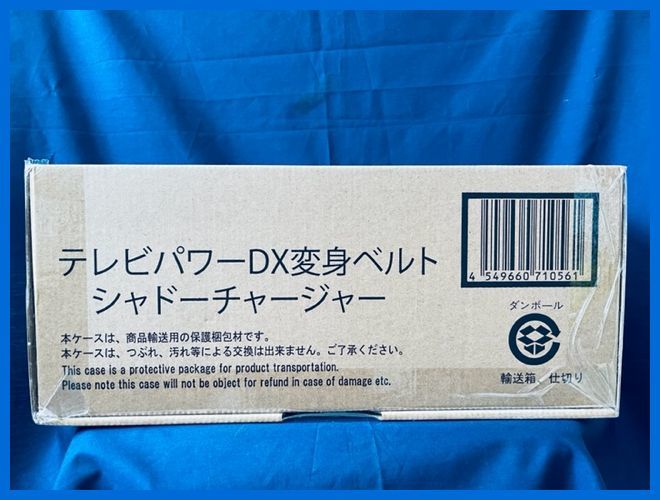 テレビパワーDX変身ベルト
シャドーチャージャー
本ケースは、商品輸送用の保護梱包材です。
本ケースは、つぶれ、汚れ等による交換は出来ません。ご了承ください。
This case is a protective package for product transportation.
Please note this case will not be object for refund in case of damage etc.
4 549660 710561
ダンボール
輸送箱、仕切り